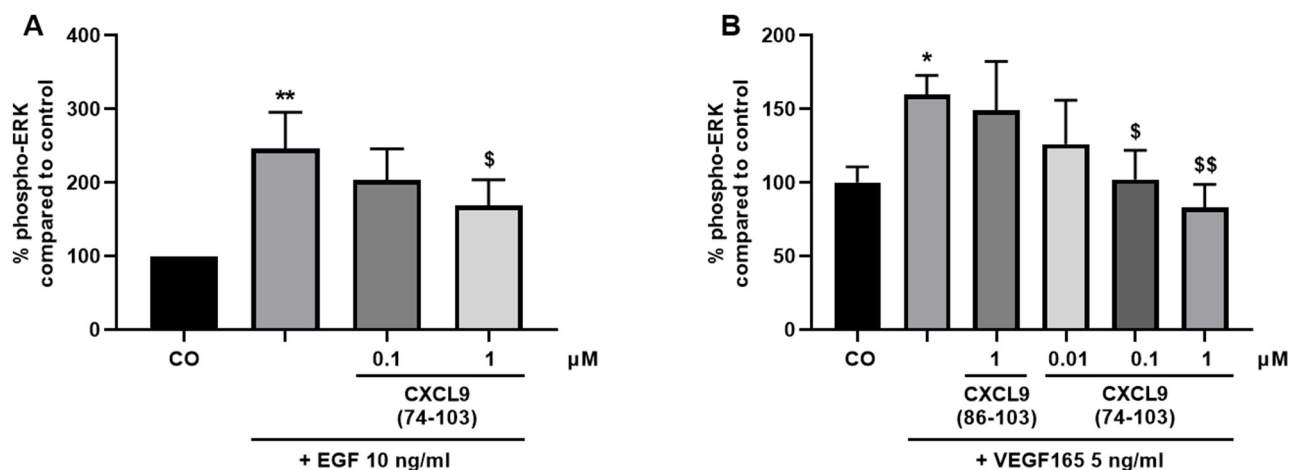 A
% phospho-ERK
compared to control
400
300
200
100
0
**
$
CO
0.1
1
µM
CXCL9
(74-103)
+ EGF 10 ng/ml
B
% phospho-ERK
compared to control
200
150
100
50
0
*
$
$$
CO
1
0.01
0.1
1
µM
CXCL9
(86-103)
CXCL9
(74-103)
+ VEGF165 5 ng/ml